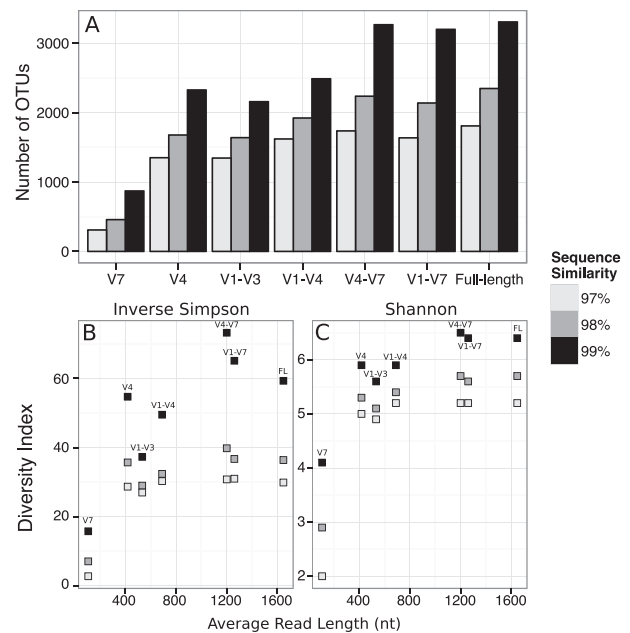 A
Number of OTUs
3000
2000
1000
0
V7 V4 V1-V3 V1-V4 V4-V7 V1-V7 Full-length
Sequence
Similarity
97%
98%
99%
Inverse Simpson
B
Diversity Index
60
40
20
0
V4-V7
V1-V7
FL
V4
V1-V4
V1-V3
V7
400 800 1200 1600
Shannon
C
6
5
4
3
2
V4-V7
V1-V7
FL
V4
V1-V4
V1-V3
V7
400 800 1200 1600
Average Read Length (nt)